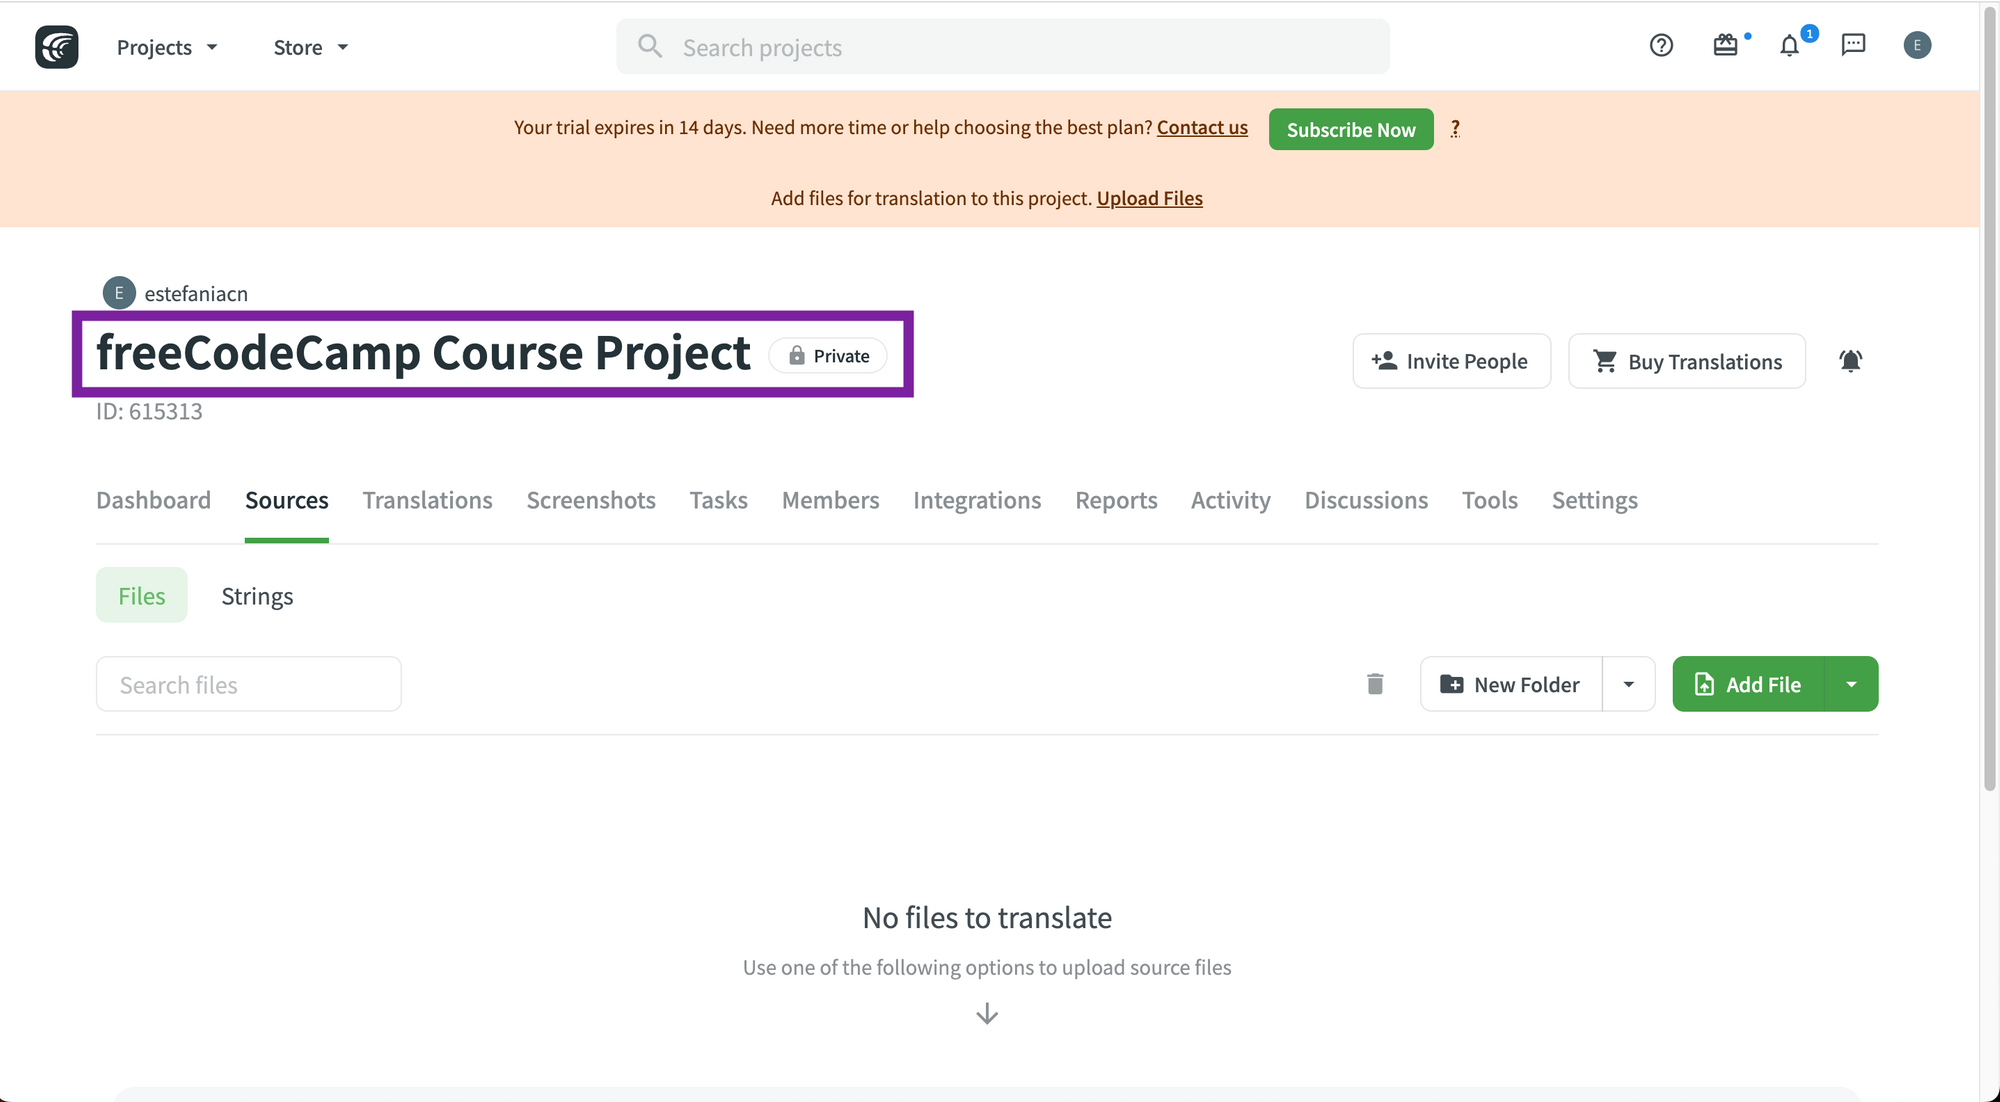 Projects Store Search projects 1 E
Your trial expires in 14 days. Need more time or help choosing the best plan? Contact us Subscribe Now ?
Add files for translation to this project. Upload Files
E estefaniacn
freeCodeCamp Course Project Private
Invite People Buy Translations
ID: 615313
Dashboard Sources Translations Screenshots Tasks Members Integrations Reports Activity Discussions Tools Settings
Files Strings
Search files New Folder Add File
No files to translate
Use one of the following options to upload source files